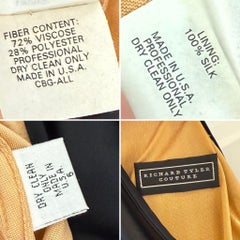 FIBER CONTENT:
72% VISCOSE
28% POLYESTER
PROFESSIONAL
DRY CLEAN ONLY
MADE IN U.S.A.
CBG-ALL
LINING:
100% SILK
PROFESSIONAL
DRY CLEAN ONLY
MADE IN U.S.A.
DRY CLEAN
ONLY
MADE IN
U.S.A.
6
RICHARD TYLER
COUTURE